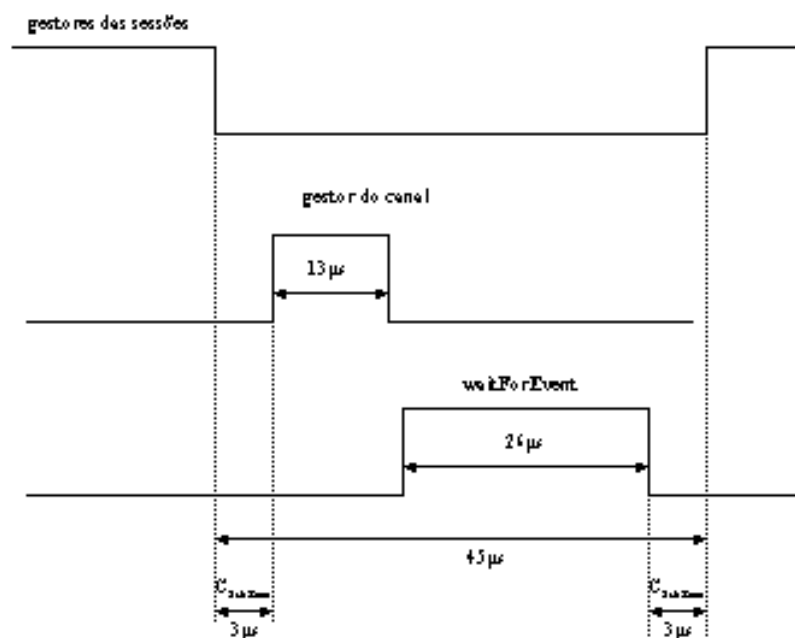 gestores das sessões
gestor do canal
13 µs
waitForEvent
26 µs
45 µs
C
C
3 µs
3 µs